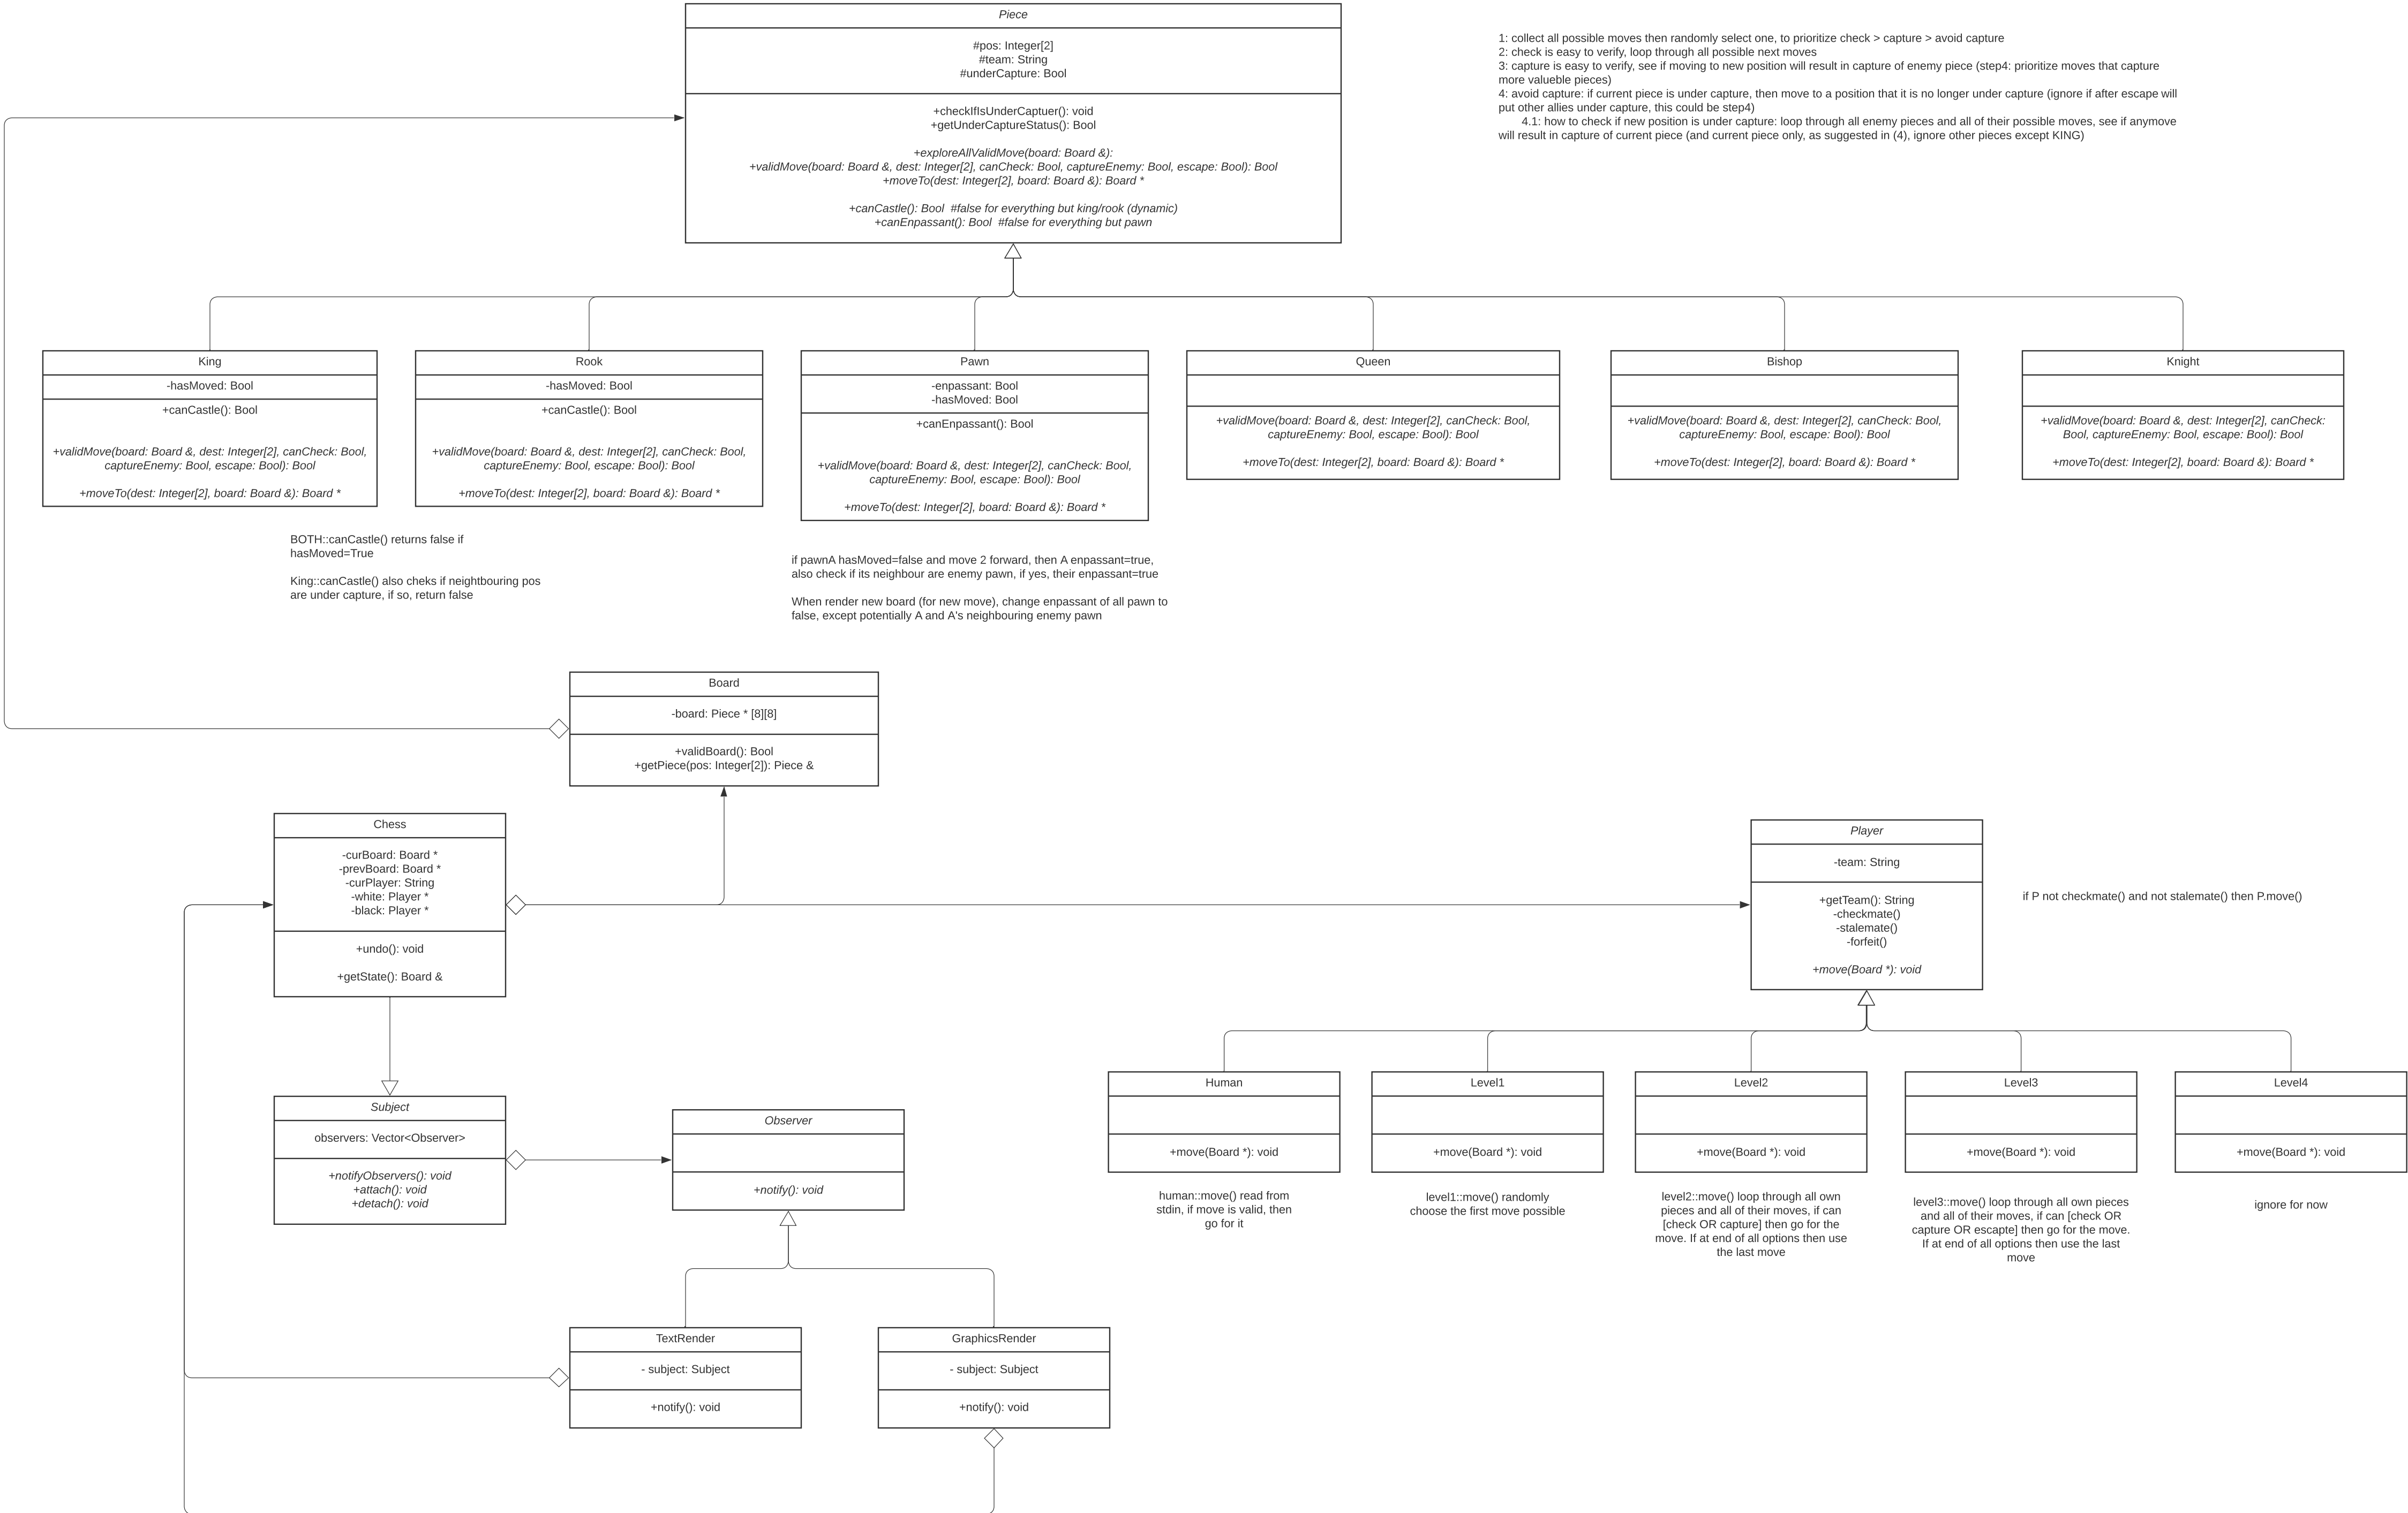 Piece
#pos: Integer[2]
#team: String
#underCapture: Bool
+checkIfIsUnderCaptuer(): void
+getUnderCaptureStatus(): Bool
+exploreAllValidMove(board: Board &):
+validMove(board: Board &, dest: Integer[2], canCheck: Bool, captureEnemy: Bool, escape: Bool): Bool
+moveTo(dest: Integer[2], board: Board &): Board *
+canCastle(): Bool  #false for everything but king/rook (dynamic)
+canEnpassant(): Bool  #false for everything but pawn
1: collect all possible moves then randomly select one, to prioritize check > capture > avoid capture
2: check is easy to verify, loop through all possible next moves
3: capture is easy to verify, see if moving to new position will result in capture of enemy piece (step4: prioritize moves that capture
more valueble pieces)
4: avoid capture: if current piece is under capture, then move to a position that it is no longer under capture (ignore if after escape will
put other allies under capture, this could be step4)
4.1: how to check if new position is under capture: loop through all enemy pieces and all of their possible moves, see if anymove
will result in capture of current piece (and current piece only, as suggested in (4), ignore other pieces except KING)
King
-hasMoved: Bool
+canCastle(): Bool
+validMove(board: Board &, dest: Integer[2], canCheck: Bool,
captureEnemy: Bool, escape: Bool): Bool
+moveTo(dest: Integer[2], board: Board &): Board *
Rook
-hasMoved: Bool
+canCastle(): Bool
+validMove(board: Board &, dest: Integer[2], canCheck: Bool,
captureEnemy: Bool, escape: Bool): Bool
+moveTo(dest: Integer[2], board: Board &): Board *
Pawn
-enpassant: Bool
-hasMoved: Bool
+canEnpassant(): Bool
+validMove(board: Board &, dest: Integer[2], canCheck: Bool,
captureEnemy: Bool, escape: Bool): Bool
+moveTo(dest: Integer[2], board: Board &): Board *
Queen
+validMove(board: Board &, dest: Integer[2], canCheck: Bool,
captureEnemy: Bool, escape: Bool): Bool
+moveTo(dest: Integer[2], board: Board &): Board *
Bishop
+validMove(board: Board &, dest: Integer[2], canCheck: Bool,
captureEnemy: Bool, escape: Bool): Bool
+moveTo(dest: Integer[2], board: Board &): Board *
Knight
+validMove(board: Board &, dest: Integer[2], canCheck:
Bool, captureEnemy: Bool, escape: Bool): Bool
+moveTo(dest: Integer[2], board: Board &): Board *
BOTH::canCastle() returns false if
hasMoved=True
King::canCastle() also cheks if neightbouring pos
are under capture, if so, return false
if pawnA hasMoved=false and move 2 forward, then A enpassant=true,
also check if its neighbour are enemy pawn, if yes, their enpassant=true
When render new board (for new move), change enpassant of all pawn to
false, except potentially A and A's neighbouring enemy pawn
Board
-board: Piece * [8][8]
+validBoard(): Bool
+getPiece(pos: Integer[2]): Piece &
Chess
-curBoard: Board *
-prevBoard: Board *
-curPlayer: String
-white: Player *
-black: Player *
+undo(): void
+getState(): Board &
Player
-team: String
+getTeam(): String
-checkmate()
-stalemate()
-forfeit()
+move(Board *): void
if P not checkmate() and not stalemate() then P.move()
Subject
observers: Vector<Observer>
+notifyObservers(): void
+attach(): void
+detach(): void
Observer
+notify(): void
Human
+move(Board *): void
Level1
+move(Board *): void
Level2
+move(Board *): void
Level3
+move(Board *): void
Level4
+move(Board *): void
human::move() read from
stdin, if move is valid, then
go for it
level1::move() randomly
choose the first move possible
level2::move() loop through all own
pieces and all of their moves, if can
[check OR capture] then go for the
move. If at end of all options then use
the last move
level3::move() loop through all own pieces
and all of their moves, if can [check OR
capture OR escapte] then go for the move.
If at end of all options then use the last
move
ignore for now
TextRender
- subject: Subject
+notify(): void
GraphicsRender
- subject: Subject
+notify(): void